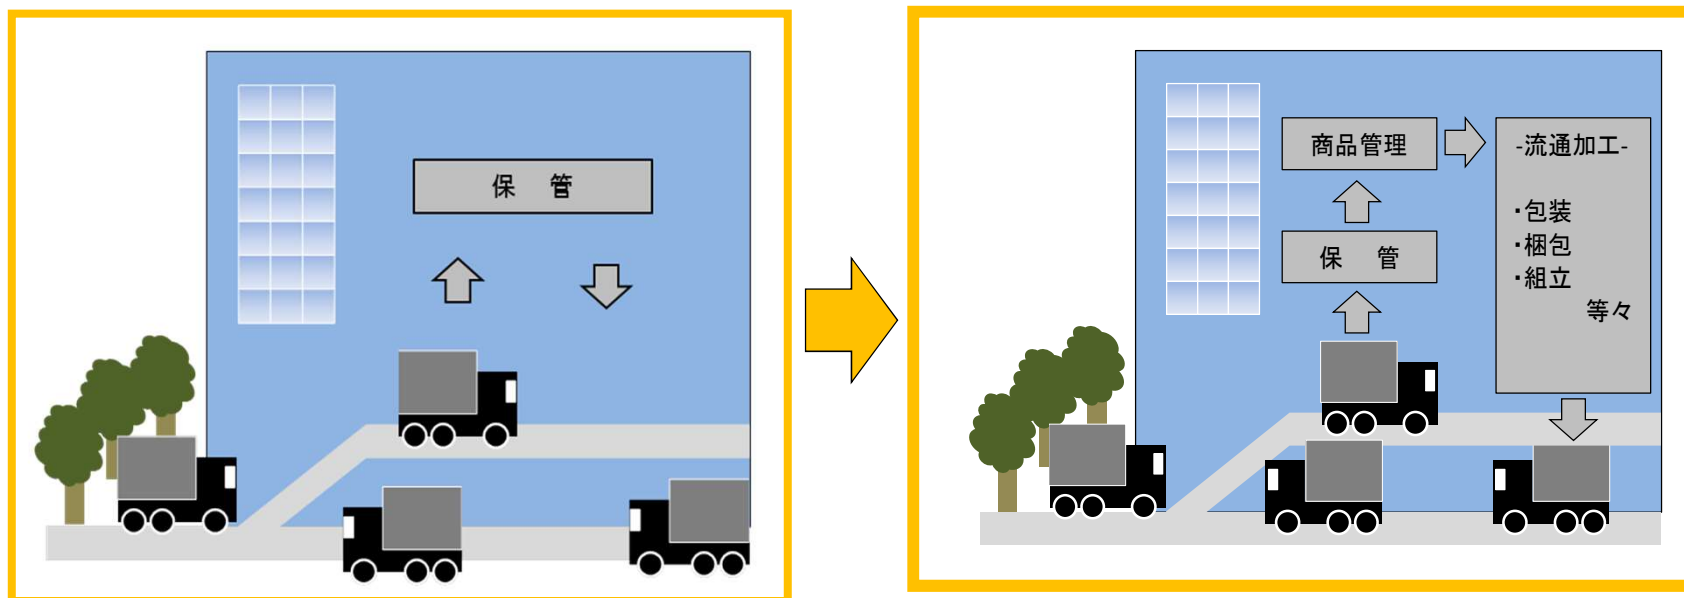 保　管
商品管理
保　管
-流通加工-
・包装
・梱包
・組立
等々